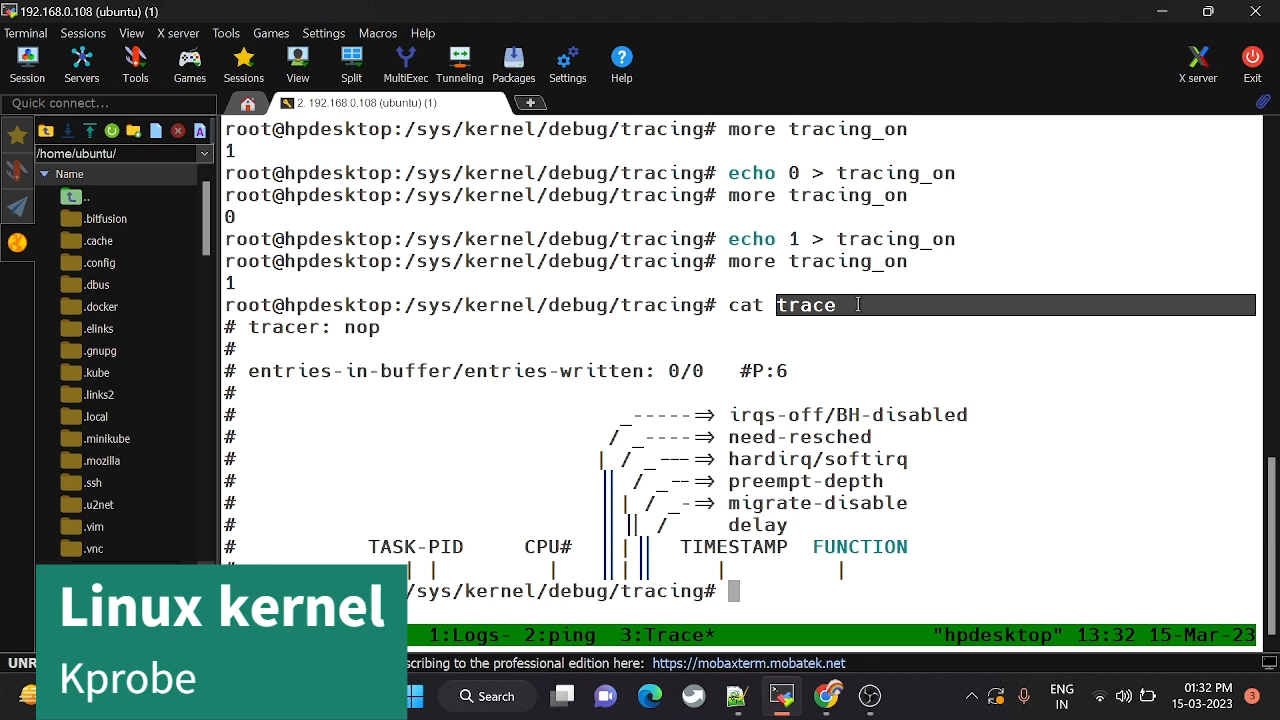 192.168.0.108 (ubuntu) (1)
Terminal Sessions View X server Tools Games Settings Macros Help
Session Servers Tools Games Sessions View Split MultiExec Tunneling Packages Settings Help X server Exit
Quick connect...
2. 192.168.0.108 (ubuntu) (1)
/home/ubuntu/
Name
..
.bitfusion
.cache
.config
.dbus
.docker
.elinks
.gnupg
.kube
.links2
.local
.minikube
.mozilla
.ssh
.u2net
.vim
.vnc
root@hpdesktop:/sys/kernel/debug/tracing# more tracing_on
1
root@hpdesktop:/sys/kernel/debug/tracing# echo 0 > tracing_on
root@hpdesktop:/sys/kernel/debug/tracing# more tracing_on
0
root@hpdesktop:/sys/kernel/debug/tracing# echo 1 > tracing_on
root@hpdesktop:/sys/kernel/debug/tracing# more tracing_on
1
root@hpdesktop:/sys/kernel/debug/tracing# cat trace
# tracer: nop
#
# entries-in-buffer/entries-written: 0/0   #P:6
#
#                                _-----=> irqs-off/BH-disabled
#                               / _----=> need-resched
#                              | / _---=> hardirq/softirq
#                              || / _--=> preempt-depth
#                              ||| / _-=> migrate-disable
#                              |||| /     delay
#           TASK-PID     CPU#  |||||  TIMESTAMP  FUNCTION
| |         |   |||||     |         |
/sys/kernel/debug/tracing#
1:Logs- 2:ping 3:Trace* "hpdesktop" 13:32 15-Mar-23
UNR
scribing to the professional edition here: https://mobaxterm.mobatek.net
Linux kernel
Kprobe
Search
ENG
IN
01:32 PM
15-03-2023
3